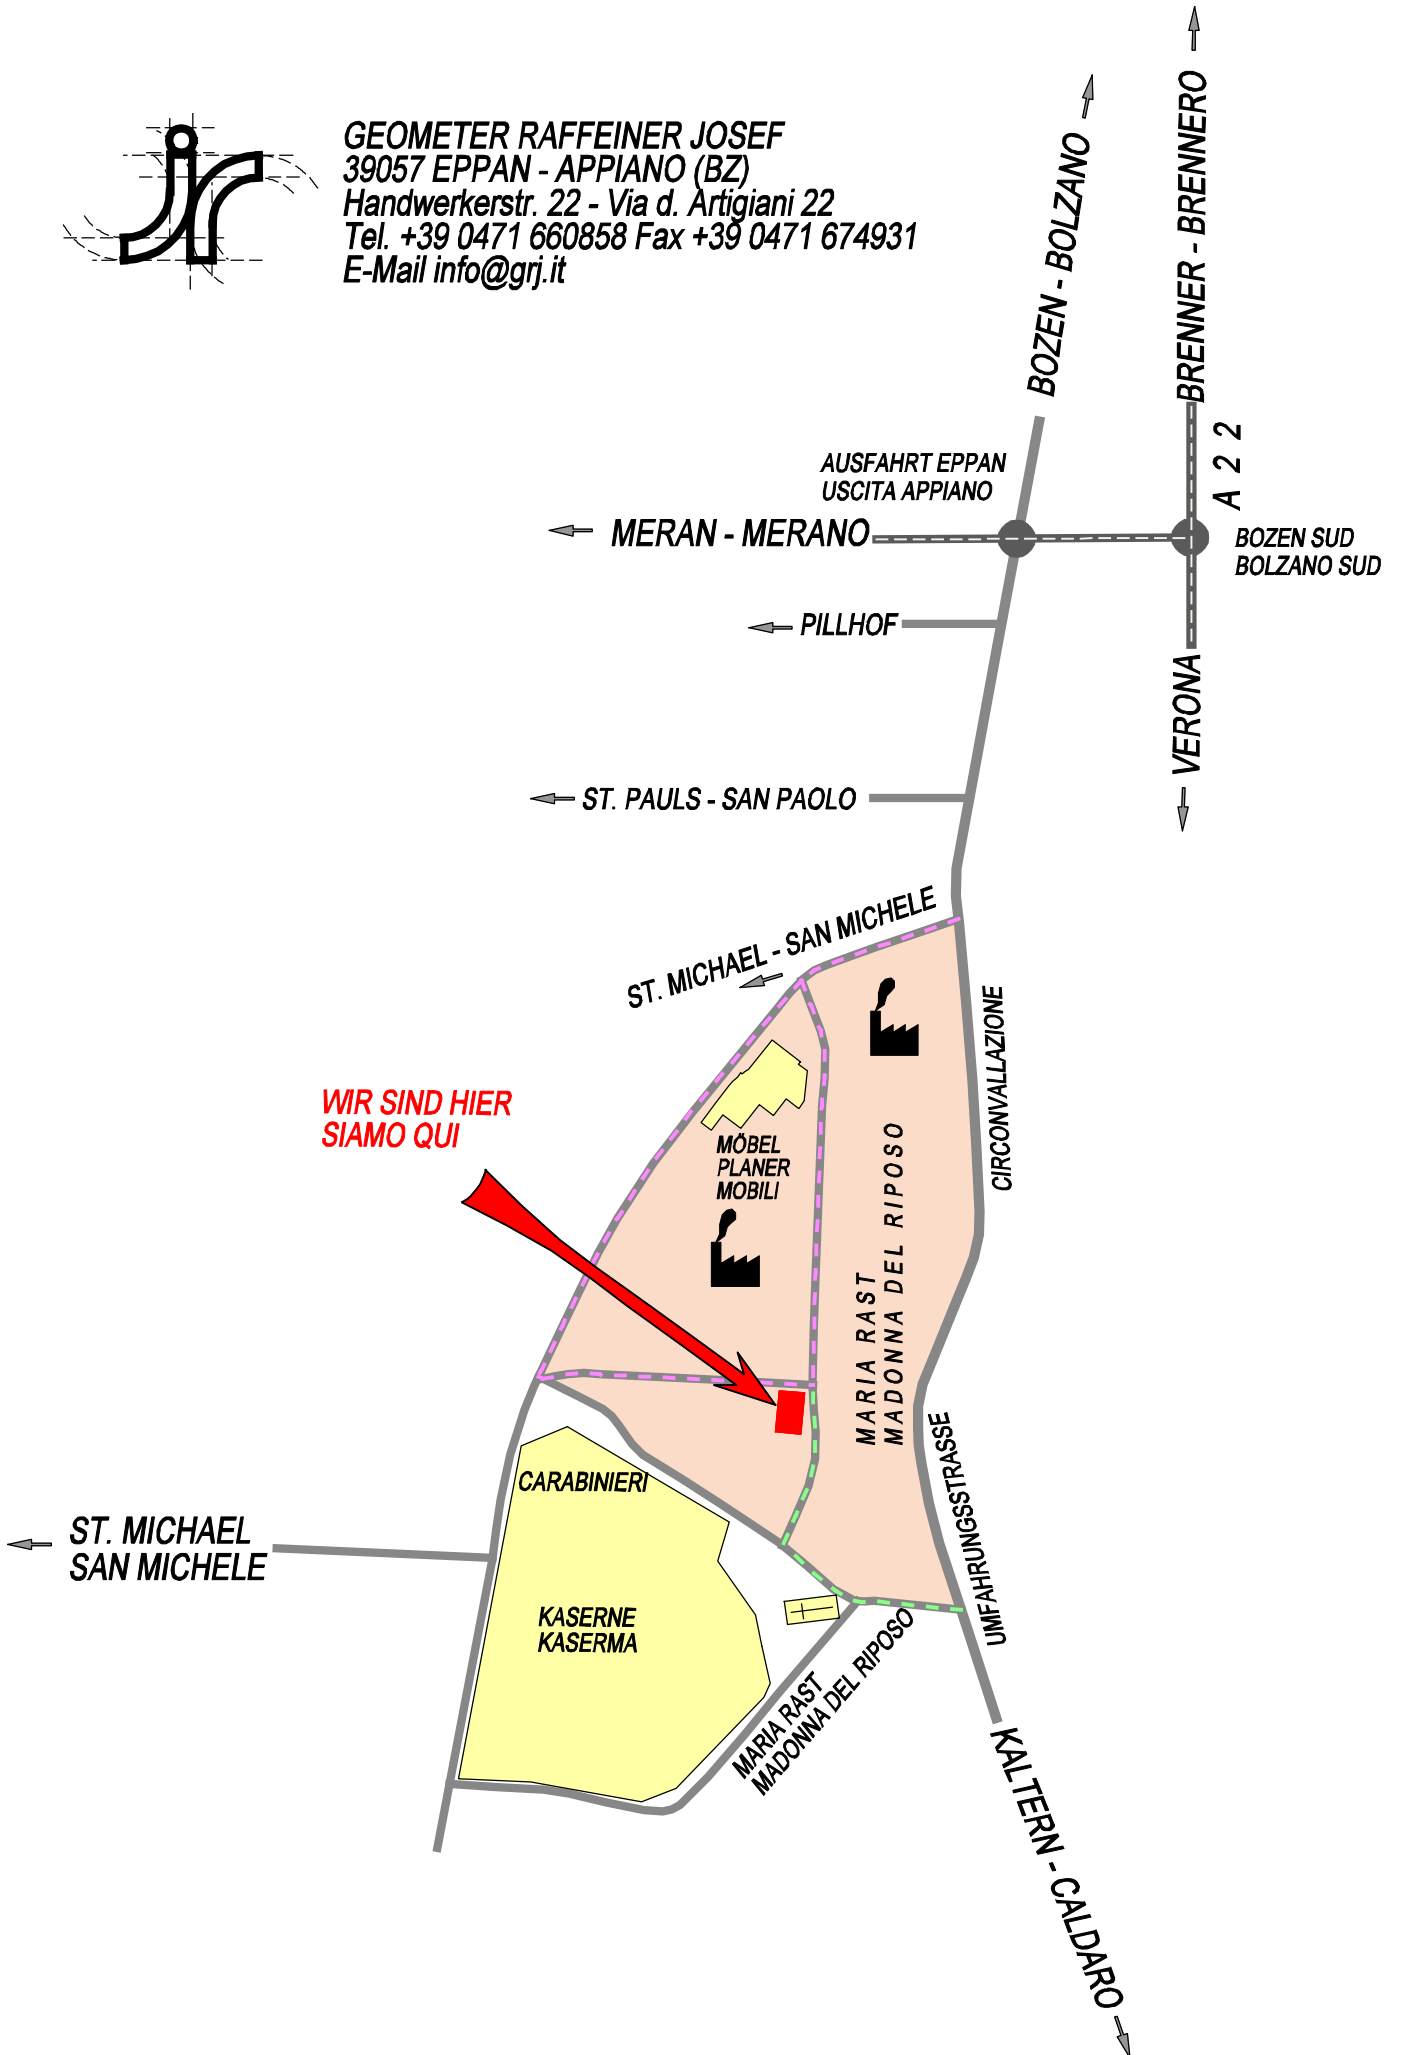 GEOMETER RAFFEINER JOSEF
39057 EPPAN - APPIANO (BZ)
Handwerkerstr. 22 - Via d. Artigiani 22
Tel. +39 0471 660858 Fax +39 0471 674931
E-Mail info@grj.it
BOZEN - BOLZANO
BRENNER - BRENNERO
A 22
AUSFAHRT EPPAN
USCITA APPIANO
MERAN - MERANO
BOZEN SUD
BOLZANO SUD
PILLHOF
VERONA
ST. PAULS - SAN PAOLO
ST. MICHAEL - SAN MICHELE
CIRCONVALLAZIONE
WIR SIND HIER
SIAMO QUI
MÖBEL
PLANER
MOBILI
MARIA RAST
MADONNA DEL RIPOSO
UMFAHRUNGSSTRASSE
CARABINIERI
ST. MICHAEL
SAN MICHELE
KASERNE
KASERMA
MARIA RAST
MADONNA DEL RIPOSO
KALTERN - CALDARO